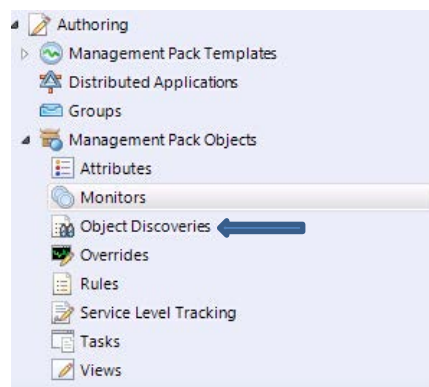 Authoring
Management Pack Templates
Distributed Applications
Groups
Management Pack Objects
Attributes
Monitors
Object Discoveries
Overrides
Rules
Service Level Tracking
Tasks
Views